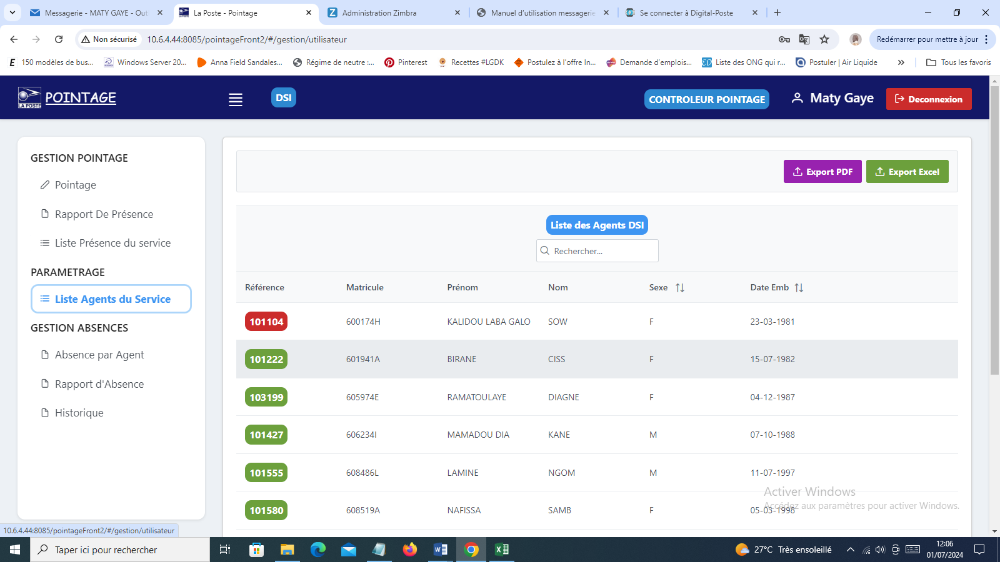 Messagerie - MATY GAYE - Out
La Poste - Pointage
Administration Zimbra
Manuel d'utilisation messagerie
Se connecter à Digital-Poste
Non sécurisé
10.6.4.44:8085/pointageFront2/#/gestion/utilisateur
Redémarrer pour mettre à jour
150 modèles de bus...
Windows Server 20...
Anna Field Sandales...
Régime de neutre :...
Pinterest
Recettes #LGDK
Postulez à l'offre In...
Demande d'emplois...
Liste des ONG qui r...
Postuler | Air Liquide
Tous les favoris
LA POSTE
POINTAGE
DSI
CONTROLEUR POINTAGE
Maty Gaye
Deconnexion
GESTION POINTAGE
Pointage
Rapport De Présence
Liste Présence du service
PARAMETRAGE
Liste Agents du Service
GESTION ABSENCES
Absence par Agent
Rapport d'Absence
Historique
Export PDF
Export Excel
Liste des Agents DSI
Rechercher...
Référence Matricule Prénom Nom Sexe Date Emb
101104 600174H KALIDOU LABA GALO SOW F 23-03-1981
101222 601941A BIRANE CISS F 15-07-1982
103199 605974E RAMATOULAYE DIAGNE F 04-12-1987
101427 606234I MAMADOU DIA KANE M 07-10-1988
101555 608486L LAMINE NGOM M 11-07-1997
101580 608519A NAFISSA SAMB F 05-03-1998
Activer Windows
Accédez aux paramètres pour activer Windows.
10.6.4.44:8085/pointageFront2/#/gestion/utilisateur
Taper ici pour rechercher
27°C Très ensoleillé
12:06
01/07/2024